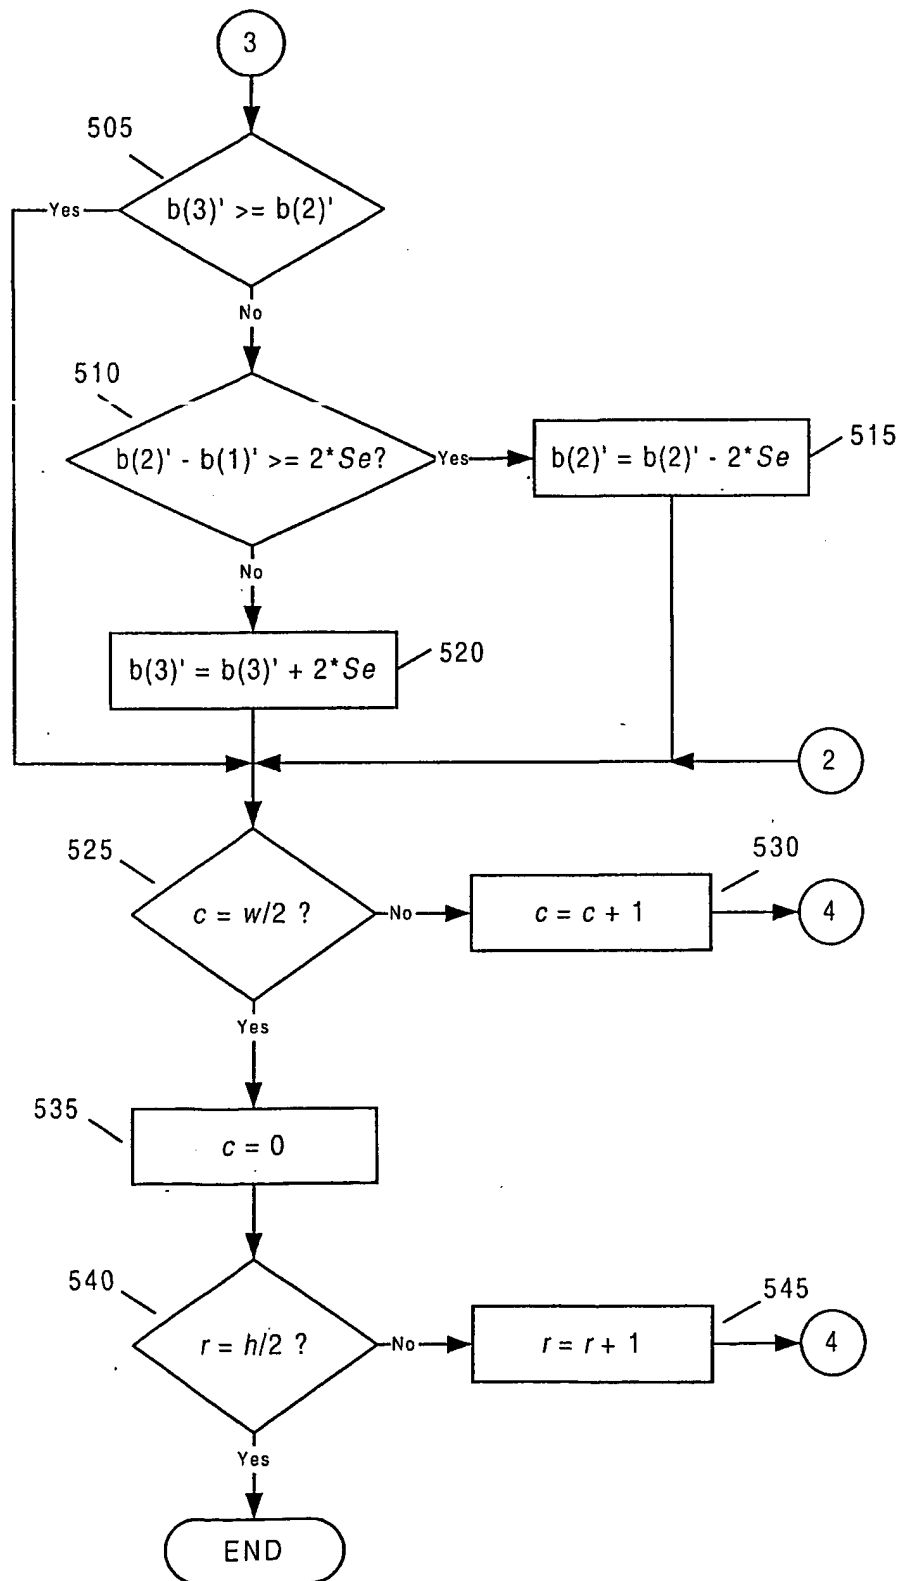 3
505
Yes
b(3)' >= b(2)'
No
510
b(2)' - b(1)' >= 2*Se?
Yes
b(2)' = b(2)' - 2*Se
515
No
b(3)' = b(3)' + 2*Se
520
2
525
c = w/2 ?
No
530
c = c + 1
4
Yes
535
c = 0
540
r = h/2 ?
No
545
r = r + 1
4
Yes
END